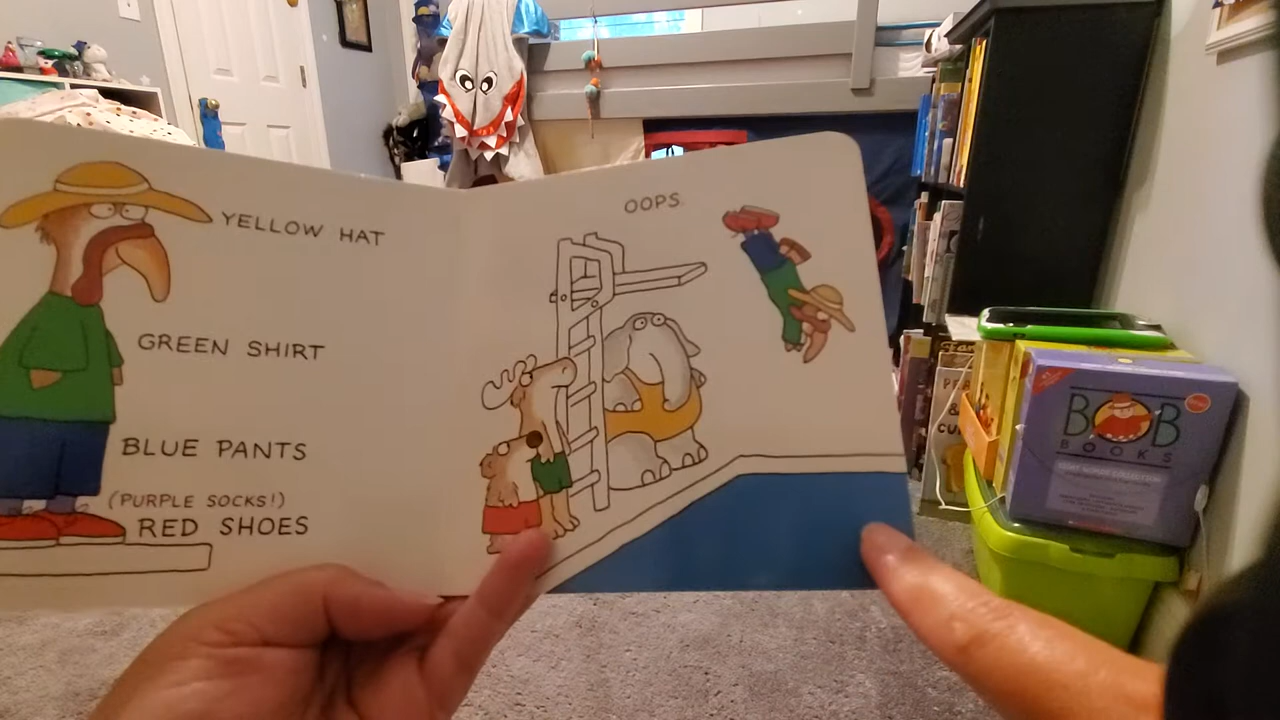 YELLOW HAT
GREEN SHIRT
BLUE PANTS
(PURPLE SOCKS!)
RED SHOES
OOPS.
BOB
BOOKS